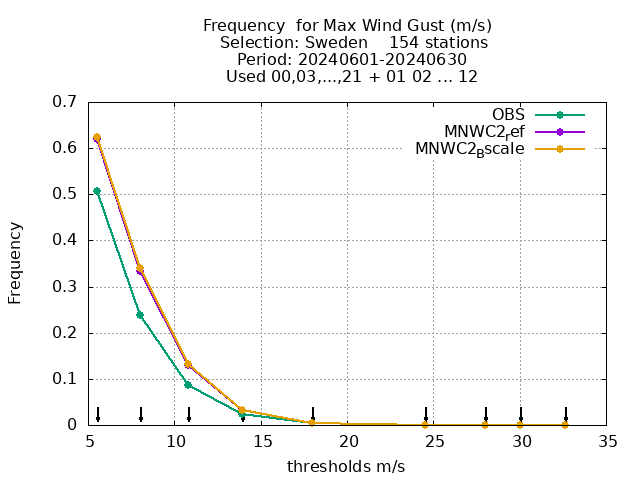 Frequency  for Max Wind Gust (m/s)
Selection: Sweden    154 stations
Period: 20240601-20240630
Used 00,03,...,21 + 01 02 ... 12
OBS
MNWC2ref
MNWC2Bscale
0.7
0.6
0.5
0.4
0.3
0.2
0.1
0
Frequency
5 10 15 20 25 30 35
thresholds m/s